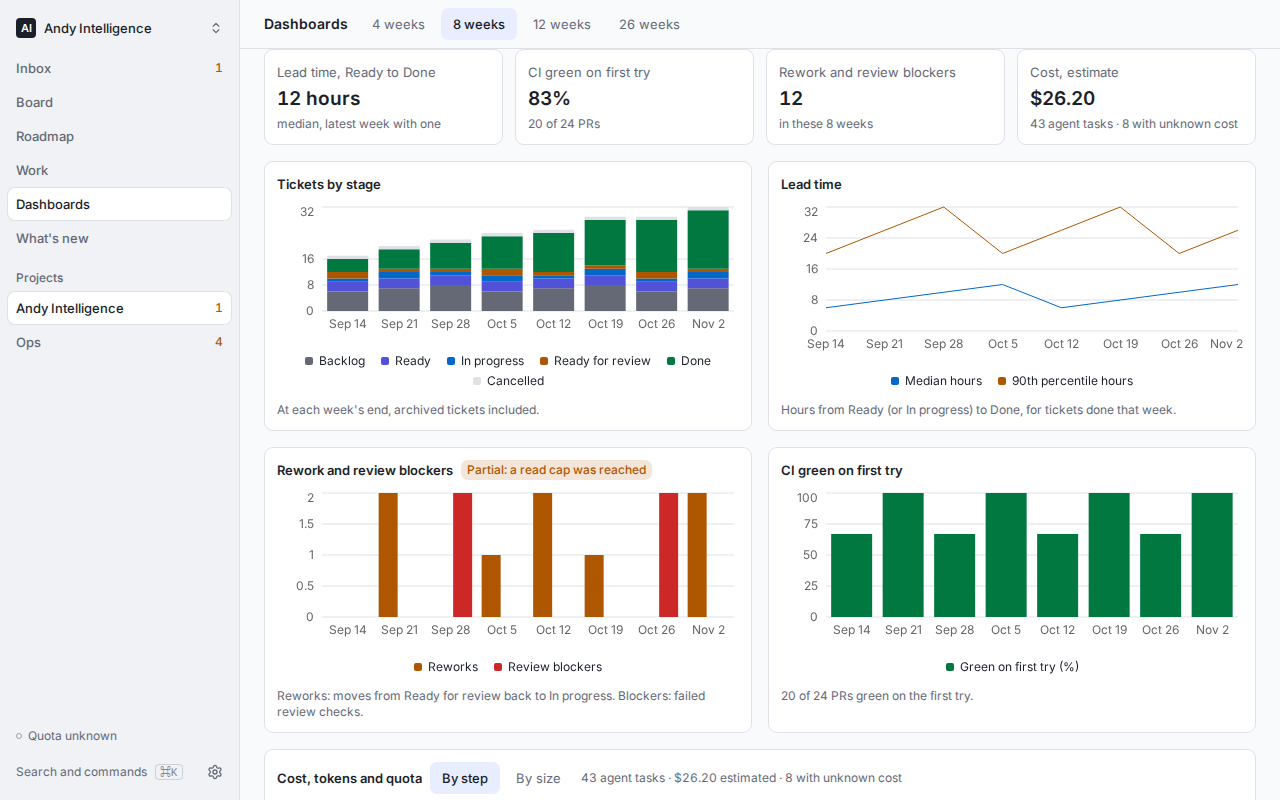 AI Andy Intelligence
Inbox 1
Board
Roadmap
Work
Dashboards
What's new
Projects
Andy Intelligence 1
Ops 4
Quota unknown
Search and commands ⌘K
Dashboards 4 weeks 8 weeks 12 weeks 26 weeks
Lead time, Ready to Done
12 hours
median, latest week with one
CI green on first try
83%
20 of 24 PRs
Rework and review blockers
12
in these 8 weeks
Cost, estimate
$26.20
43 agent tasks · 8 with unknown cost
Tickets by stage
32
16
8
0
Sep 14 Sep 21 Sep 28 Oct 5 Oct 12 Oct 19 Oct 26 Nov 2
Backlog Ready In progress Ready for review Done
Cancelled
At each week's end, archived tickets included.
Lead time
32
24
16
8
0
Sep 14 Sep 21 Sep 28 Oct 5 Oct 12 Oct 19 Oct 26 Nov 2
Median hours 90th percentile hours
Hours from Ready (or In progress) to Done, for tickets done that week.
Rework and review blockers Partial: a read cap was reached
2
1.5
1
0.5
0
Sep 14 Sep 21 Sep 28 Oct 5 Oct 12 Oct 19 Oct 26 Nov 2
Reworks Review blockers
Reworks: moves from Ready for review back to In progress. Blockers: failed
review checks.
CI green on first try
100
75
50
25
0
Sep 14 Sep 21 Sep 28 Oct 5 Oct 12 Oct 19 Oct 26 Nov 2
Green on first try (%)
20 of 24 PRs green on the first try.
Cost, tokens and quota By step By size 43 agent tasks · $26.20 estimated · 8 with unknown cost